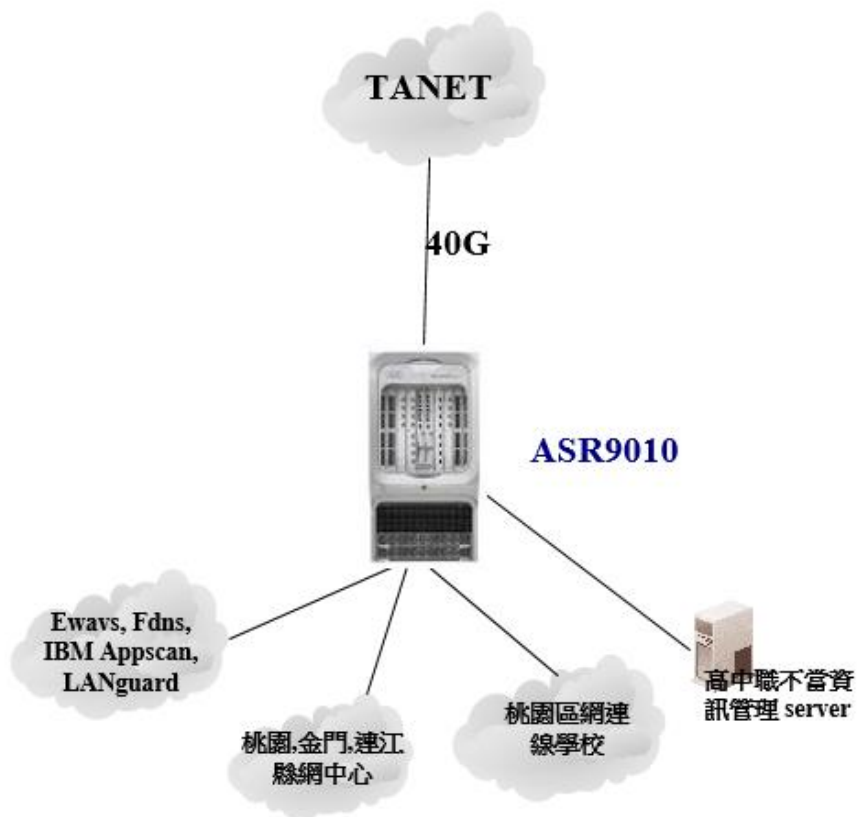 TANET
40G
ASR9010
Ewavs, Fdns,
IBM Appscan,
LANguard
桃園,金門,連江
縣網中心
桃園區網連
線學校
高中職不當資
訊管理 server